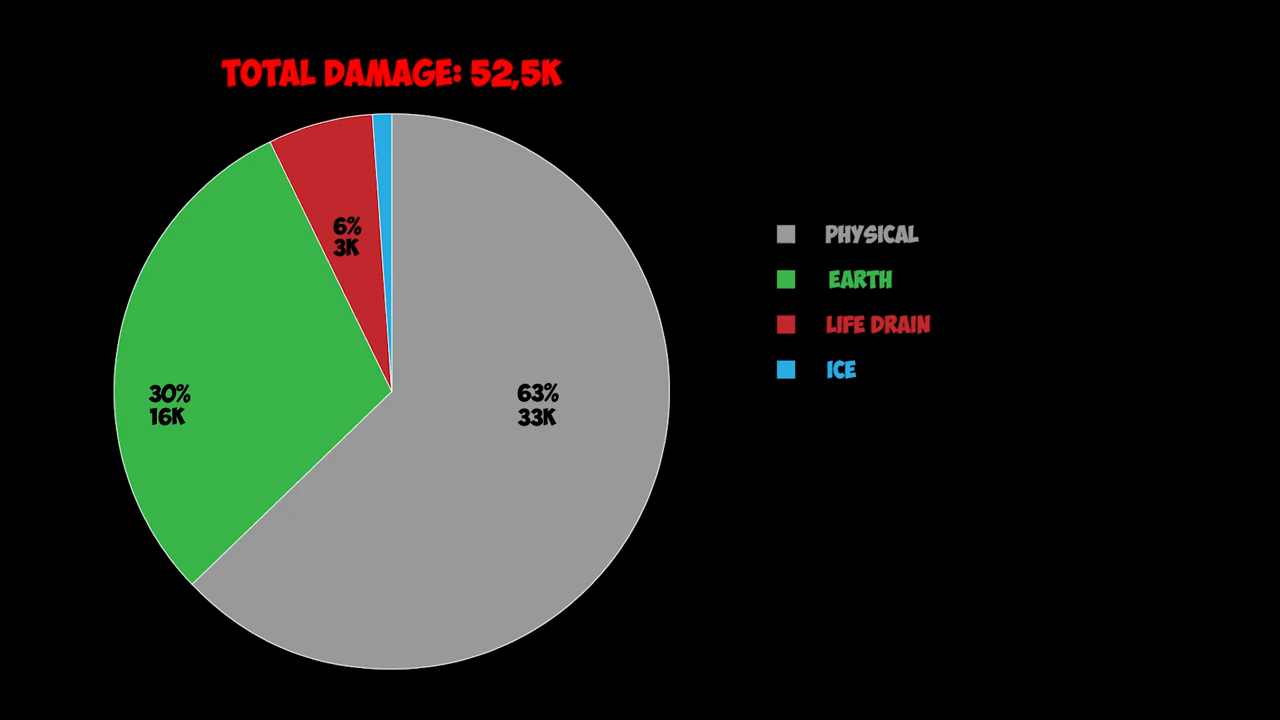 TOTAL DAMAGE: 52,5K
6%
3K
30%
16K
63%
33K
PHYSICAL
EARTH
LIFE DRAIN
ICE